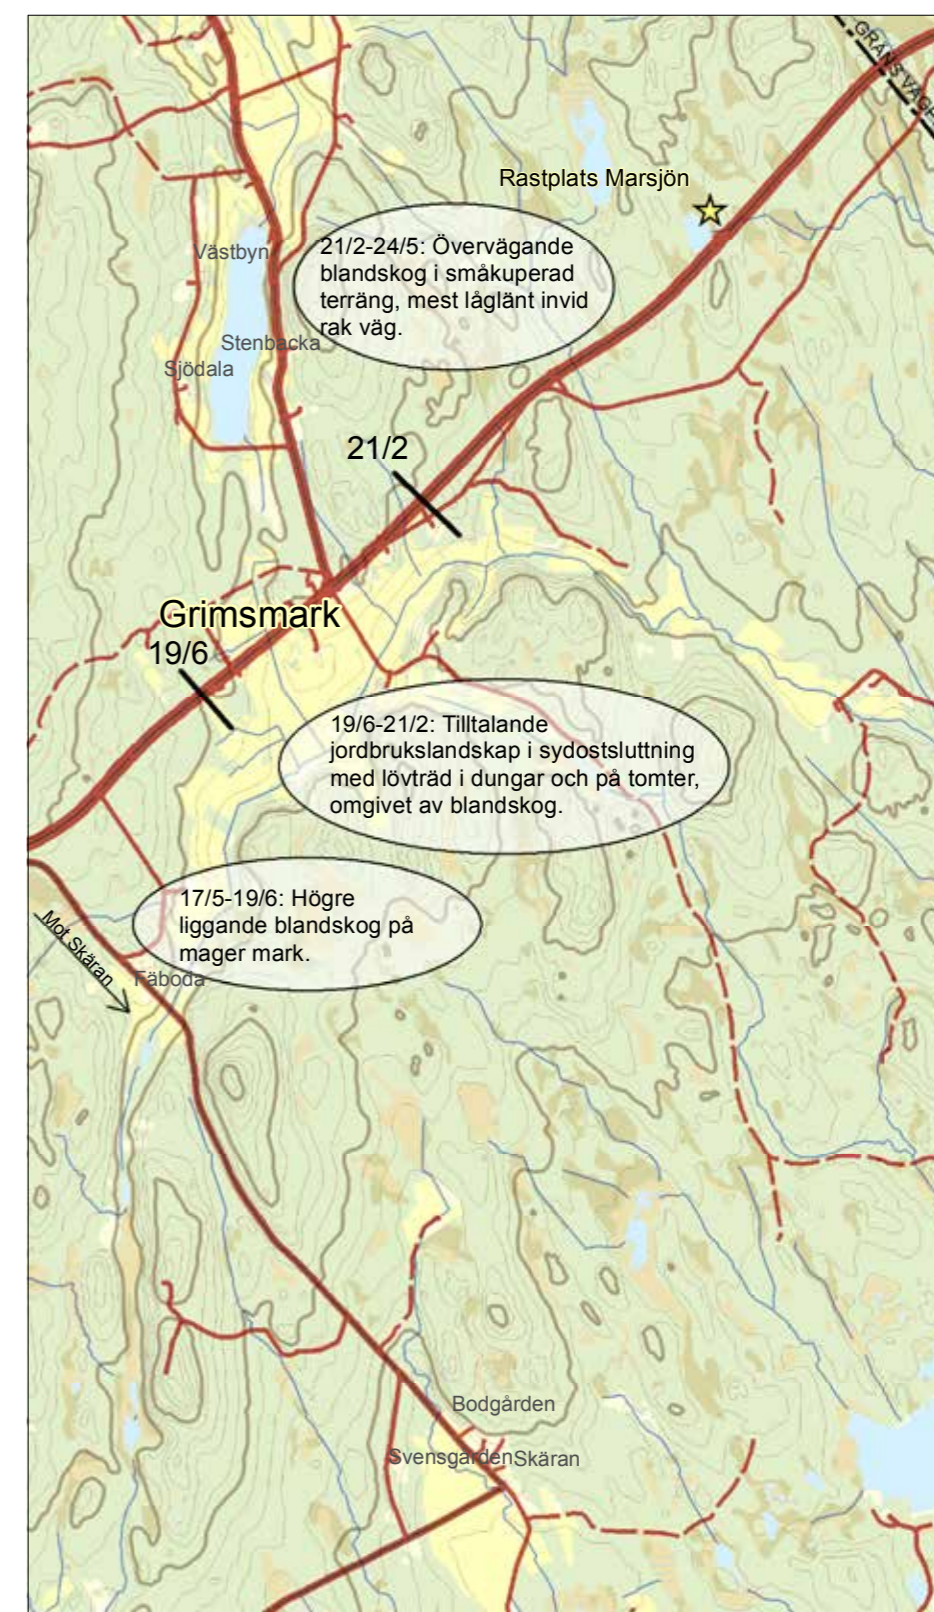 GRÄNS VÄGE
Rastplats Marsjön
Västbyn
21/2-24/5: Övervägande
blandskog i småkuperad
terräng, mest låglänt invid
rak väg.
Stenbacka
Sjödala
21/2
Grimsmark
19/6
19/6-21/2: Tilltalande
jordbrukslandskap i sydostsluttning
med lövträd i dungar och på tomter,
omgivet av blandskog.
17/5-19/6: Högre
liggande blandskog på
mager mark.
Mot Skäran
Fäboda
Bodgården
Svensgården
Skäran